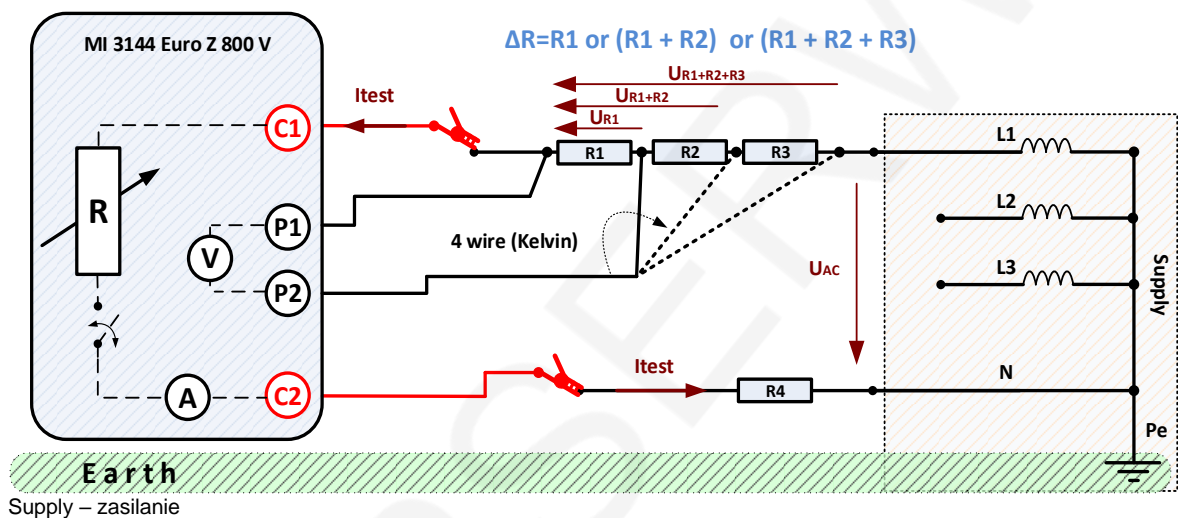 MI 3144 Euro Z 800 V
ΔR=R1 or (R1 + R2) or (R1 + R2 + R3)
UR1+R2+R3
UR1+R2
UR1
Itest
C1
R1
R2
R3
L1
R
P1
V
P2
4 wire (Kelvin)
L2
L3
UAC
Supply
Itest
A
C2
R4
N
Pe
Earth
Supply – zasilanie